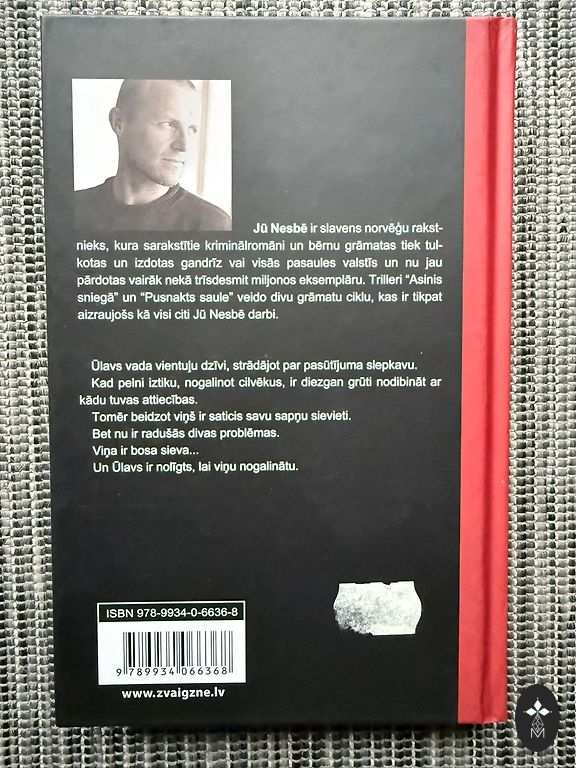 Jū Nesbē ir slavens norvēģu rakst-
nieks, kura sarakstītie kriminālromāni un bērnu grāmatas tiek tul-
kotas un izdotas gandrīz vai visās pasaules valstīs un nu jau
pārdotas vairāk nekā trīsdesmit miljonos eksemplāru. Trilleri “Asinis
sniegā” un “Pusnakts saule” veido divu grāmatu ciklu, kas ir tikpat
aizraujošs kā visi citi Jū Nesbē darbi.
Ūlavs vada vientuļu dzīvi, strādājot par pasūtījuma slepkavu.
Kad pelni iztiku, nogalinot cilvēkus, ir diezgan grūti nodibināt ar
kādu tuvas attiecības.
Tomēr beidzot viņš ir saticis savu sapņu sievieti.
Bet nu ir radušās divas problēmas.
Viņa ir bosa sieva...
Un Ūlavs ir nolīgts, lai viņu nogalinātu.
ISBN 978-9934-0-6636-8
9 789934 066368
www.zvaigzne.lv
M